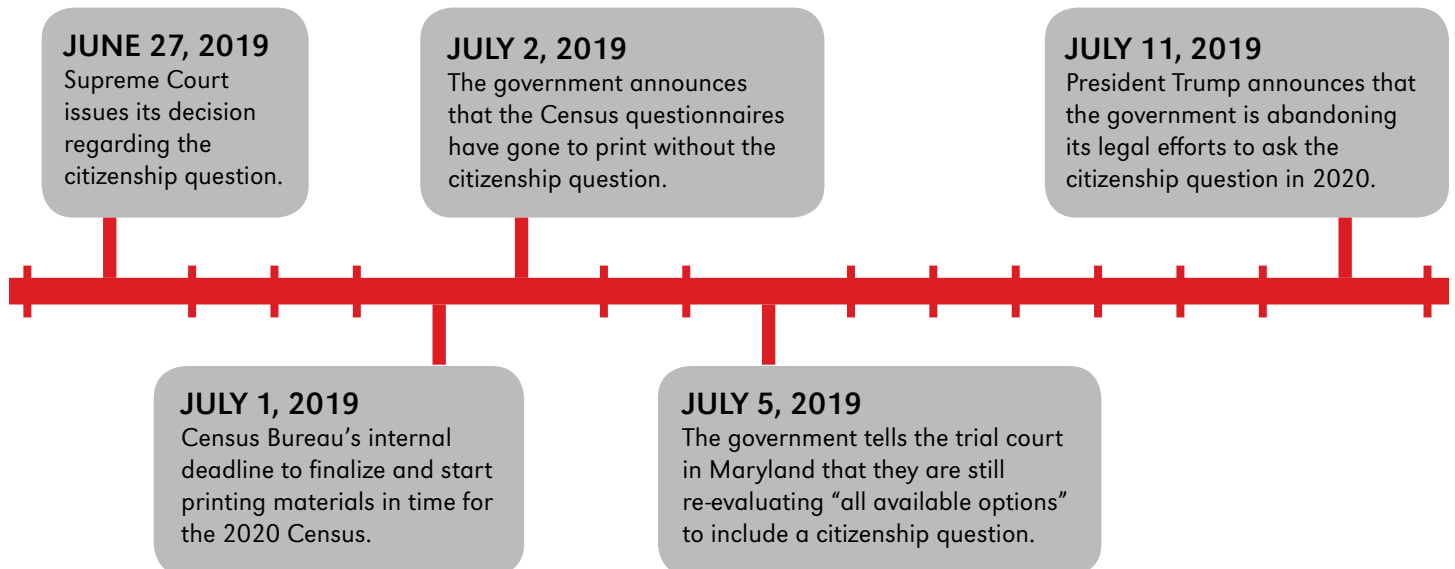 JUNE 27, 2019
Supreme Court
issues its decision
regarding the
citizenship question.
JULY 2, 2019
The government announces
that the Census questionnaires
have gone to print without the
citizenship question.
JULY 11, 2019
President Trump announces that
the government is abandoning
its legal efforts to ask the
citizenship question in 2020.
JULY 1, 2019
Census Bureau’s internal
deadline to finalize and start
printing materials in time for
the 2020 Census.
JULY 5, 2019
The government tells the trial court
in Maryland that they are still
re-evaluating “all available options”
to include a citizenship question.